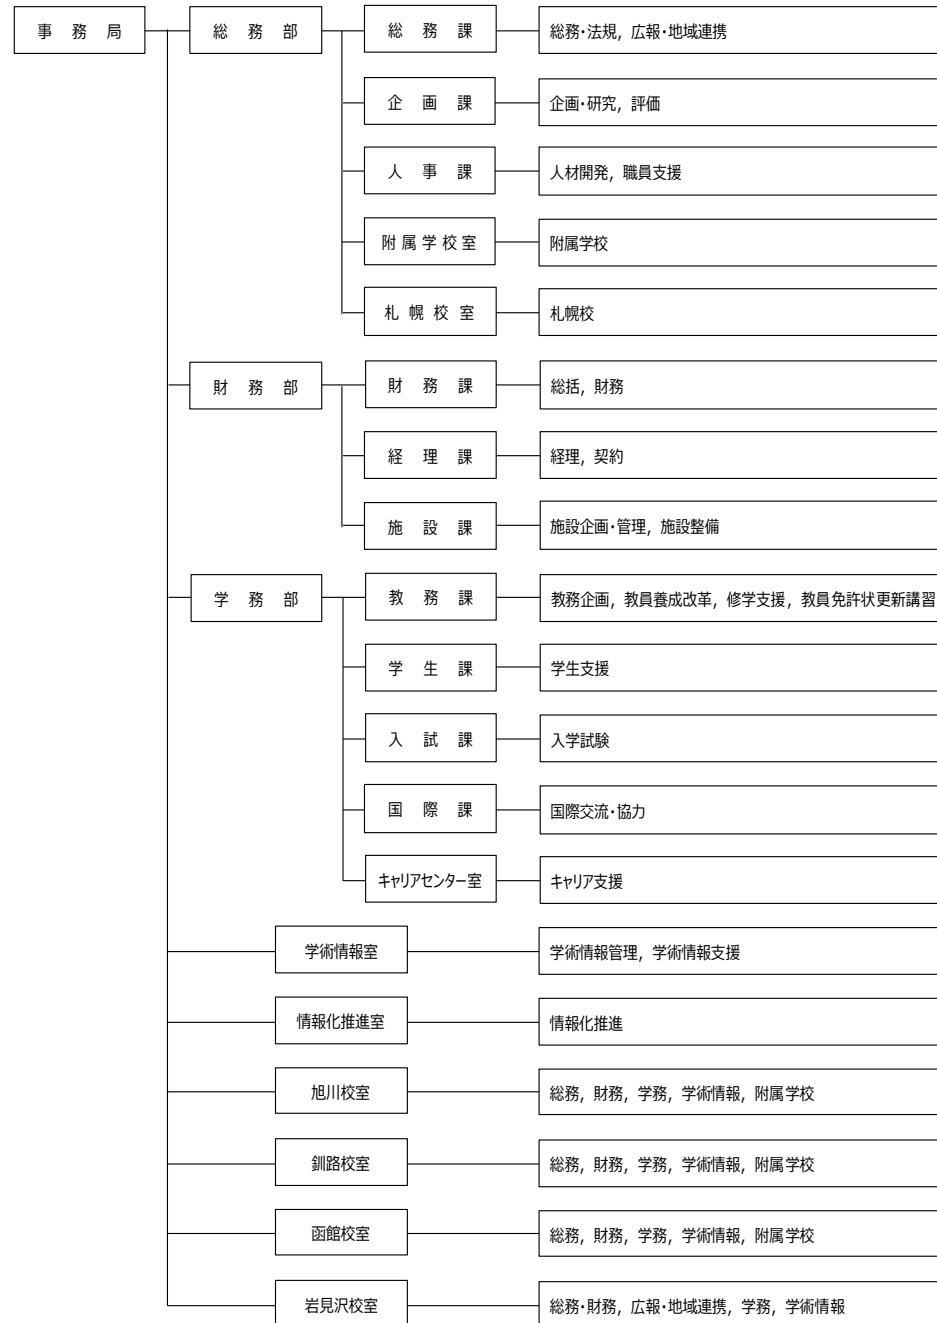 事務局
総務部
総務課
総務・法規，広報・地域連携
企画課
企画・研究，評価
人事課
人材開発，職員支援
附属学校室
附属学校
札幌校室
札幌校
財務部
財務課
総括，財務
経理課
経理，契約
施設課
施設企画・管理，施設整備
学務部
教務課
教務企画，教員養成改革，修学支援，教員免許状更新講習
学生課
学生支援
入試課
入学試験
国際課
国際交流・協力
キャリアセンター室
キャリア支援
学術情報室
学術情報管理，学術情報支援
情報化推進室
情報化推進
旭川校室
総務，財務，学務，学術情報，附属学校
釧路校室
総務，財務，学務，学術情報，附属学校
函館校室
総務，財務，学務，学術情報，附属学校
岩見沢校室
総務・財務，広報・地域連携，学務，学術情報